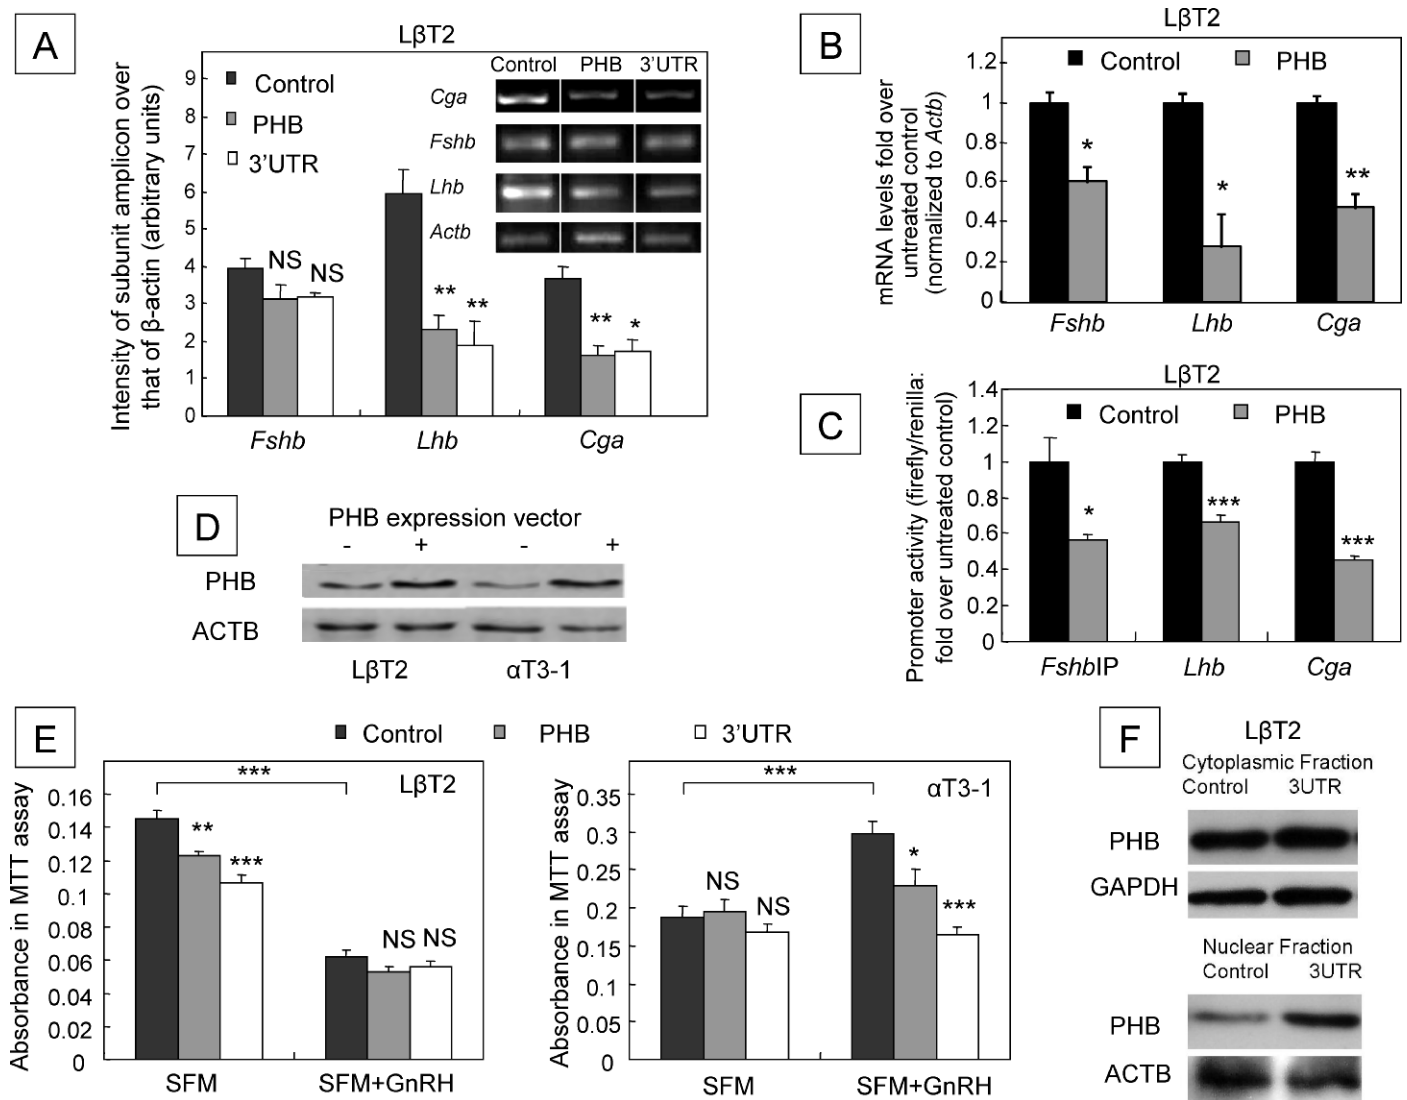 A
LβT2
Intensity of subunit amplicon over
that of β-actin (arbitrary units)
9
8
7
6
5
4
3
2
1
0
Control
PHB
3'UTR
Control PHB 3'UTR
Cga
Fshb
Lhb
Actb
NS NS
** **
** *
Fshb Lhb Cga
B
LβT2
mRNA levels fold over
untreated control
(normalized to Actb)
1.2
1
0.8
0.6
0.4
0.2
0
Control PHB
*
*
**
Fshb Lhb Cga
C
LβT2
Promoter activity (firefly/renilla:
fold over untreated control)
1.4
1.2
1
0.8
0.6
0.4
0.2
0
Control PHB
*
***
***
FshbIP Lhb Cga
D
PHB expression vector
- + - +
PHB
ACTB
LβT2 αT3-1
E
Control PHB 3'UTR
Absorbance in MTT assay
0.16
0.14
0.12
0.1
0.08
0.06
0.04
0.02
0
***
LβT2
**
***
NS NS
SFM SFM+GnRH
Absorbance in MTT assay
0.35
0.3
0.25
0.2
0.15
0.1
0.05
0
***
αT3-1
NS
NS
*
***
SFM SFM+GnRH
F
LβT2
Cytoplasmic Fraction
Control 3UTR
PHB
GAPDH
Nuclear Fraction
Control 3UTR
PHB
ACTB